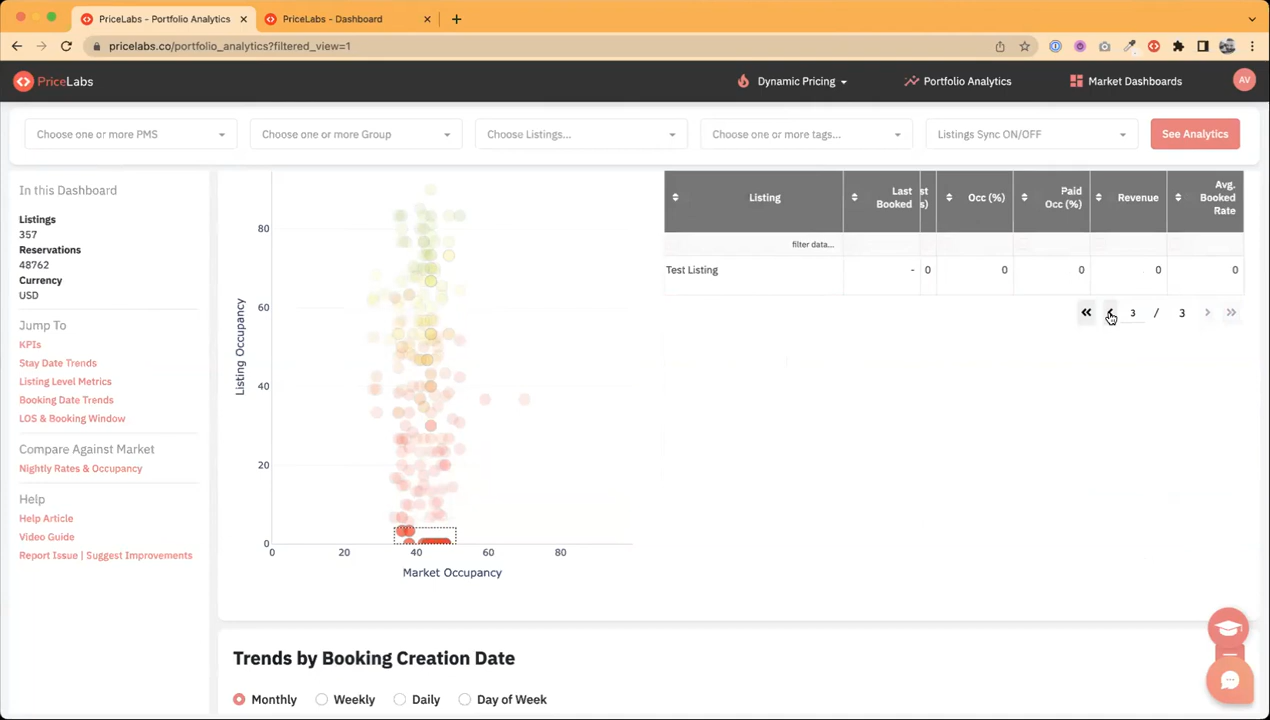 PriceLabs - Portfolio Analytics
PriceLabs - Dashboard
pricelabs.co/portfolio_analytics?filtered_view=1
PriceLabs
Dynamic Pricing
Portfolio Analytics
Market Dashboards
AV
Choose one or more PMS
Choose one or more Group
Choose Listings...
Choose one or more tags...
Listings Sync ON/OFF
See Analytics
In this Dashboard
Listings
357
Reservations
48762
Currency
USD
Jump To
KPIs
Stay Date Trends
Listing Level Metrics
Booking Date Trends
LOS & Booking Window
Compare Against Market
Nightly Rates & Occupancy
Help
Help Article
Video Guide
Report Issue | Suggest Improvements
80
60
40
20
0
Listing Occupancy
0 20 40 60 80
Market Occupancy
Listing
Last
Booked
st
s)
Occ (%)
Paid
Occ (%)
Revenue
Avg.
Booked
Rate
filter data...
Test Listing - 0 0 0 0 0
3 / 3
Trends by Booking Creation Date
Monthly Weekly Daily Day of Week